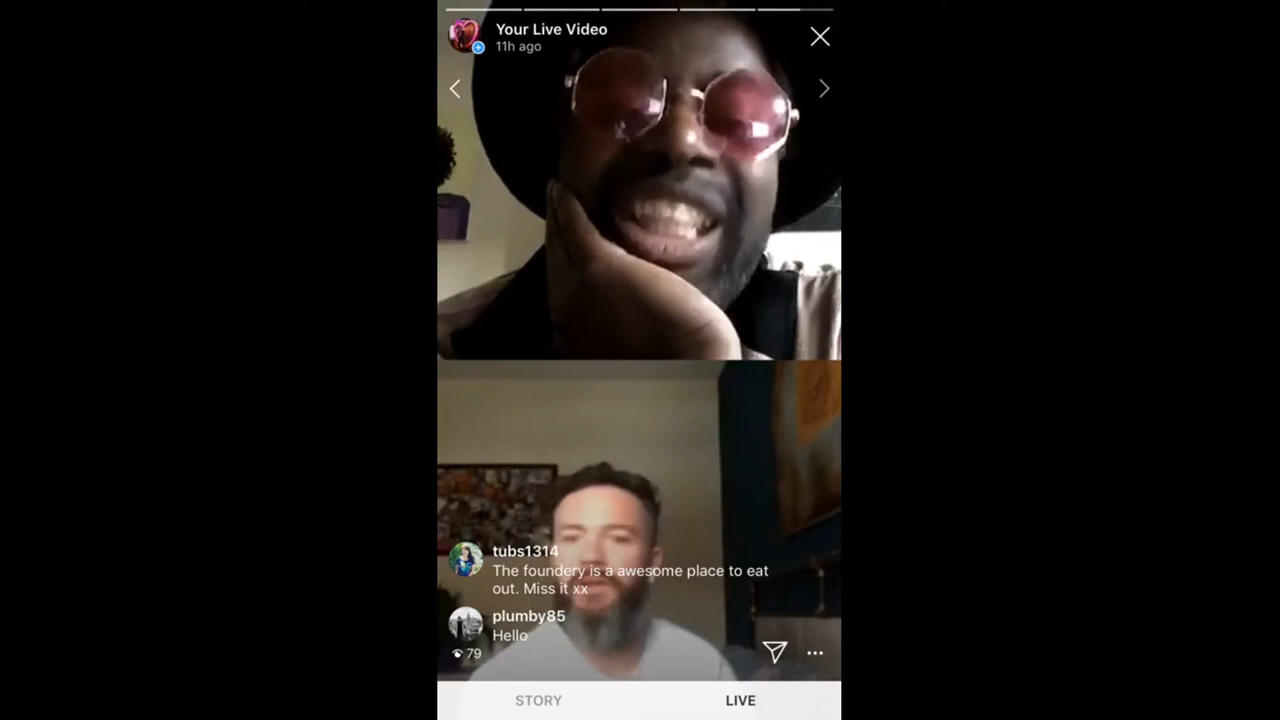 Your Live Video
11h ago
tubs1314
The foundery is a awesome place to eat
out. Miss it xx
plumby85
Hello
79
STORY
LIVE